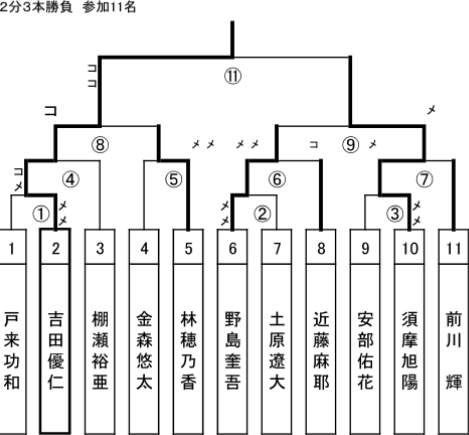 2分3本勝負 参加11名
コ
コ
⑪
コ
メ
⑧
メメ
メメ
コ
⑨
メ
コ
メ
④
⑤
⑥
⑦
①
メ
メ
メ
メ
②
③
メ
メ
1 2 3 4 5 6 7 8 9 10 11
戸来功和
吉田優仁
棚瀬裕亜
金森悠太
林穂乃香
野島奎吾
土原遼大
近藤麻耶
安部佑花
須摩旭陽
前川輝